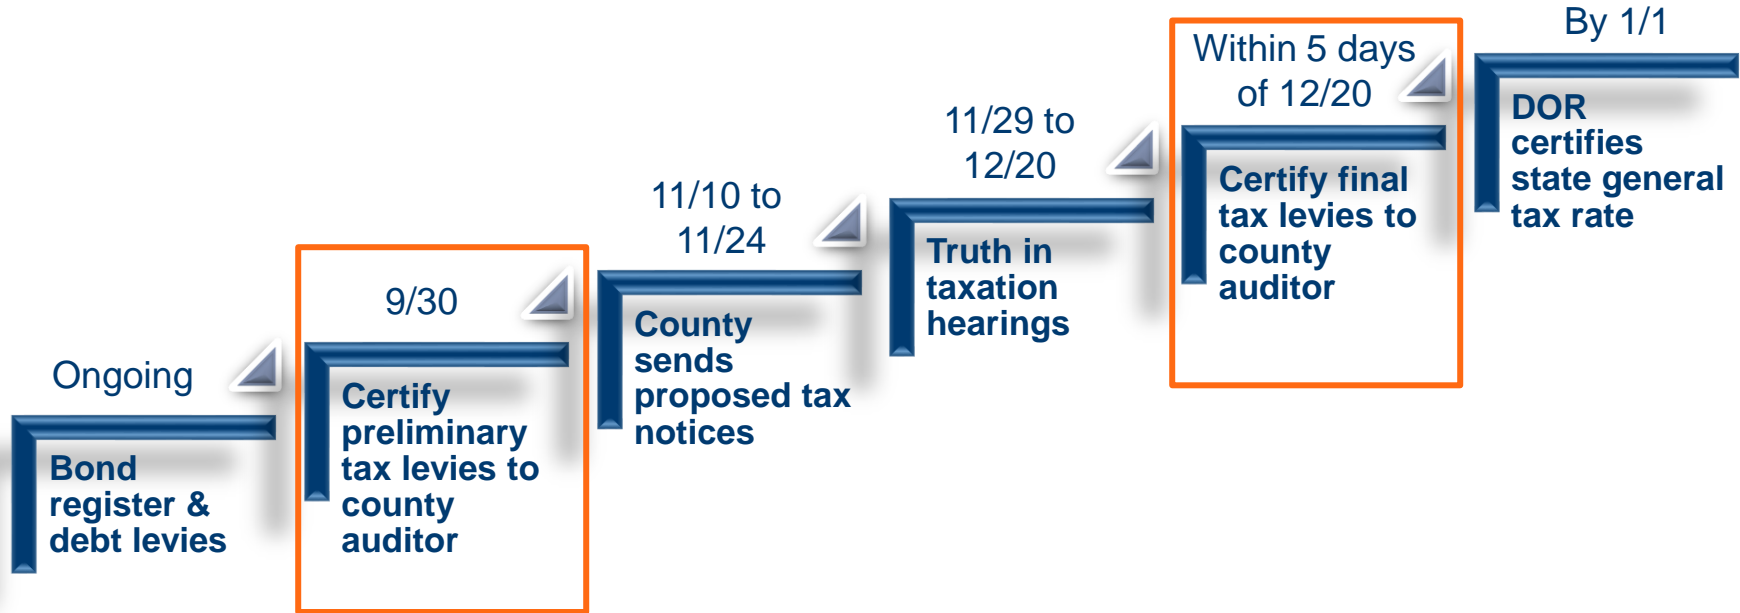 Ongoing
Bond
register &
debt levies
9/30
Certify
preliminary
tax levies to
county
auditor
11/10 to
11/24
County
sends
proposed tax
notices
11/29 to
12/20
Truth in
taxation
hearings
Within 5 days
of 12/20
Certify final
tax levies to
county
auditor
By 1/1
DOR
certifies
state general
tax rate